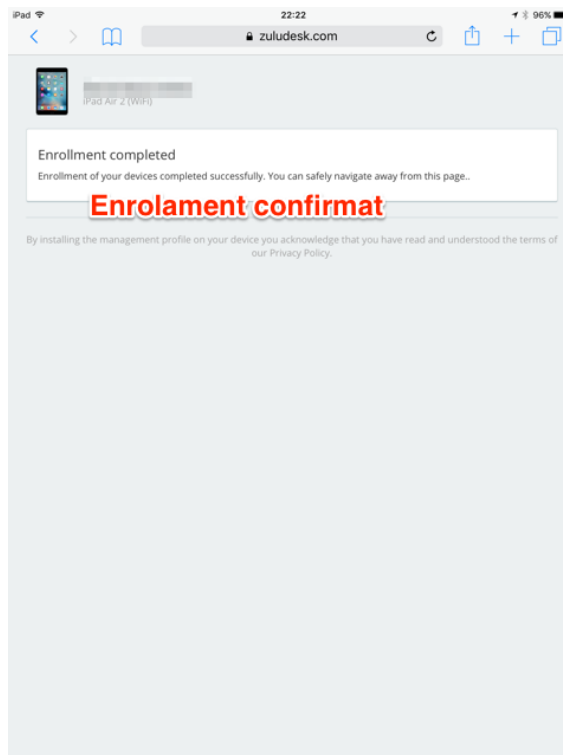 iPad 22:22 96%
zuludesk.com
iPad Air 2 (WiFi)
Enrollment completed
Enrollment of your devices completed successfully. You can safely navigate away from this page..
Enrolament confirmat
By installing the management profile on your device you acknowledge that you have read and understood the terms of
our Privacy Policy.